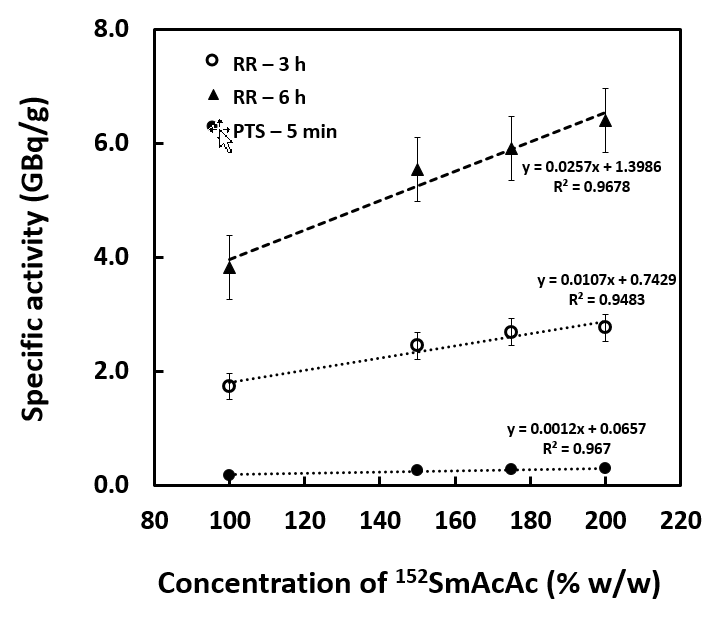 8.0
6.0
4.0
2.0
0.0
Specific activity (GBq/g)
RR – 3 h
RR – 6 h
PTS – 5 min
y = 0.0257x + 1.3986
R² = 0.9678
y = 0.0107x + 0.7429
R² = 0.9483
y = 0.0012x + 0.0657
R² = 0.967
80 100 120 140 160 180 200 220
Concentration of ¹⁵²SmAcAc (% w/w)